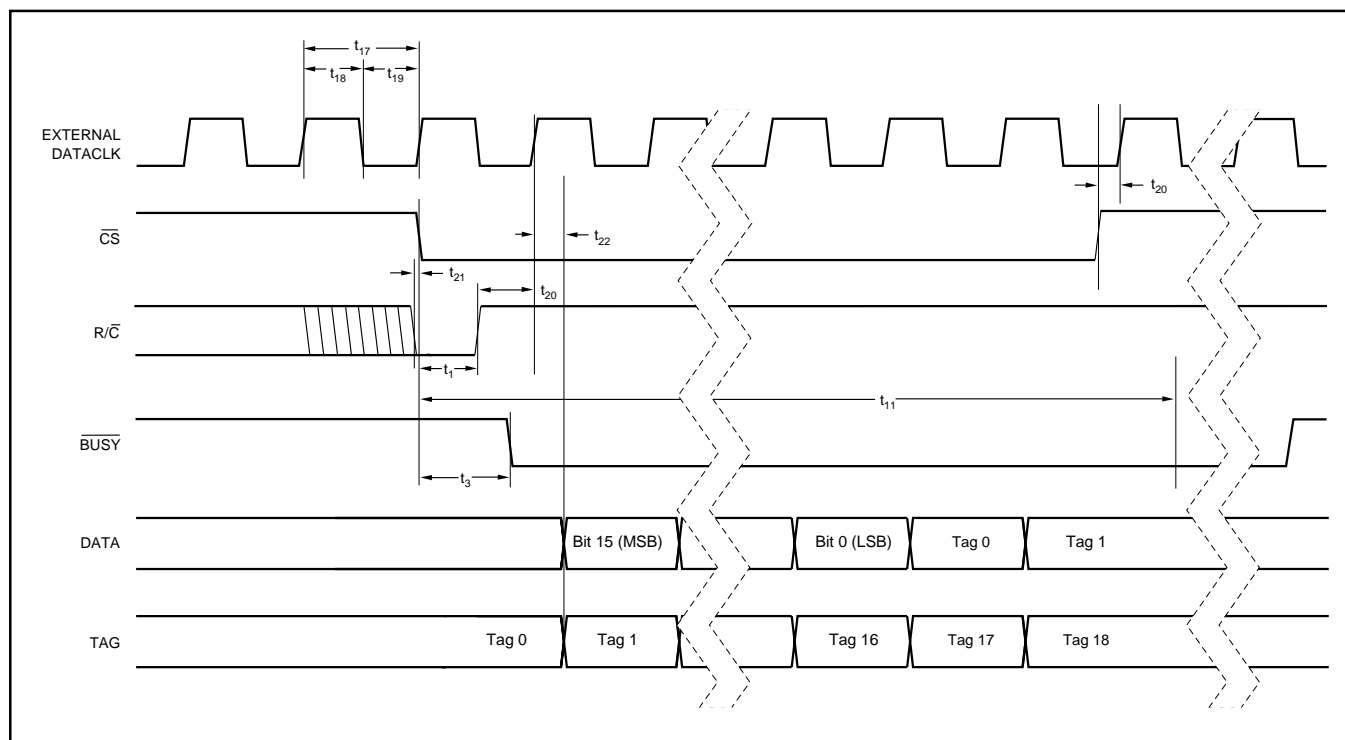 t17
t18 t19
EXTERNAL
DATACLK
t20
CS
t22
t21
t20
R/C
t1
t11
BUSY
t3
DATA
Bit 15 (MSB)
Bit 0 (LSB)
Tag 0
Tag 1
TAG
Tag 0
Tag 1
Tag 16
Tag 17
Tag 18